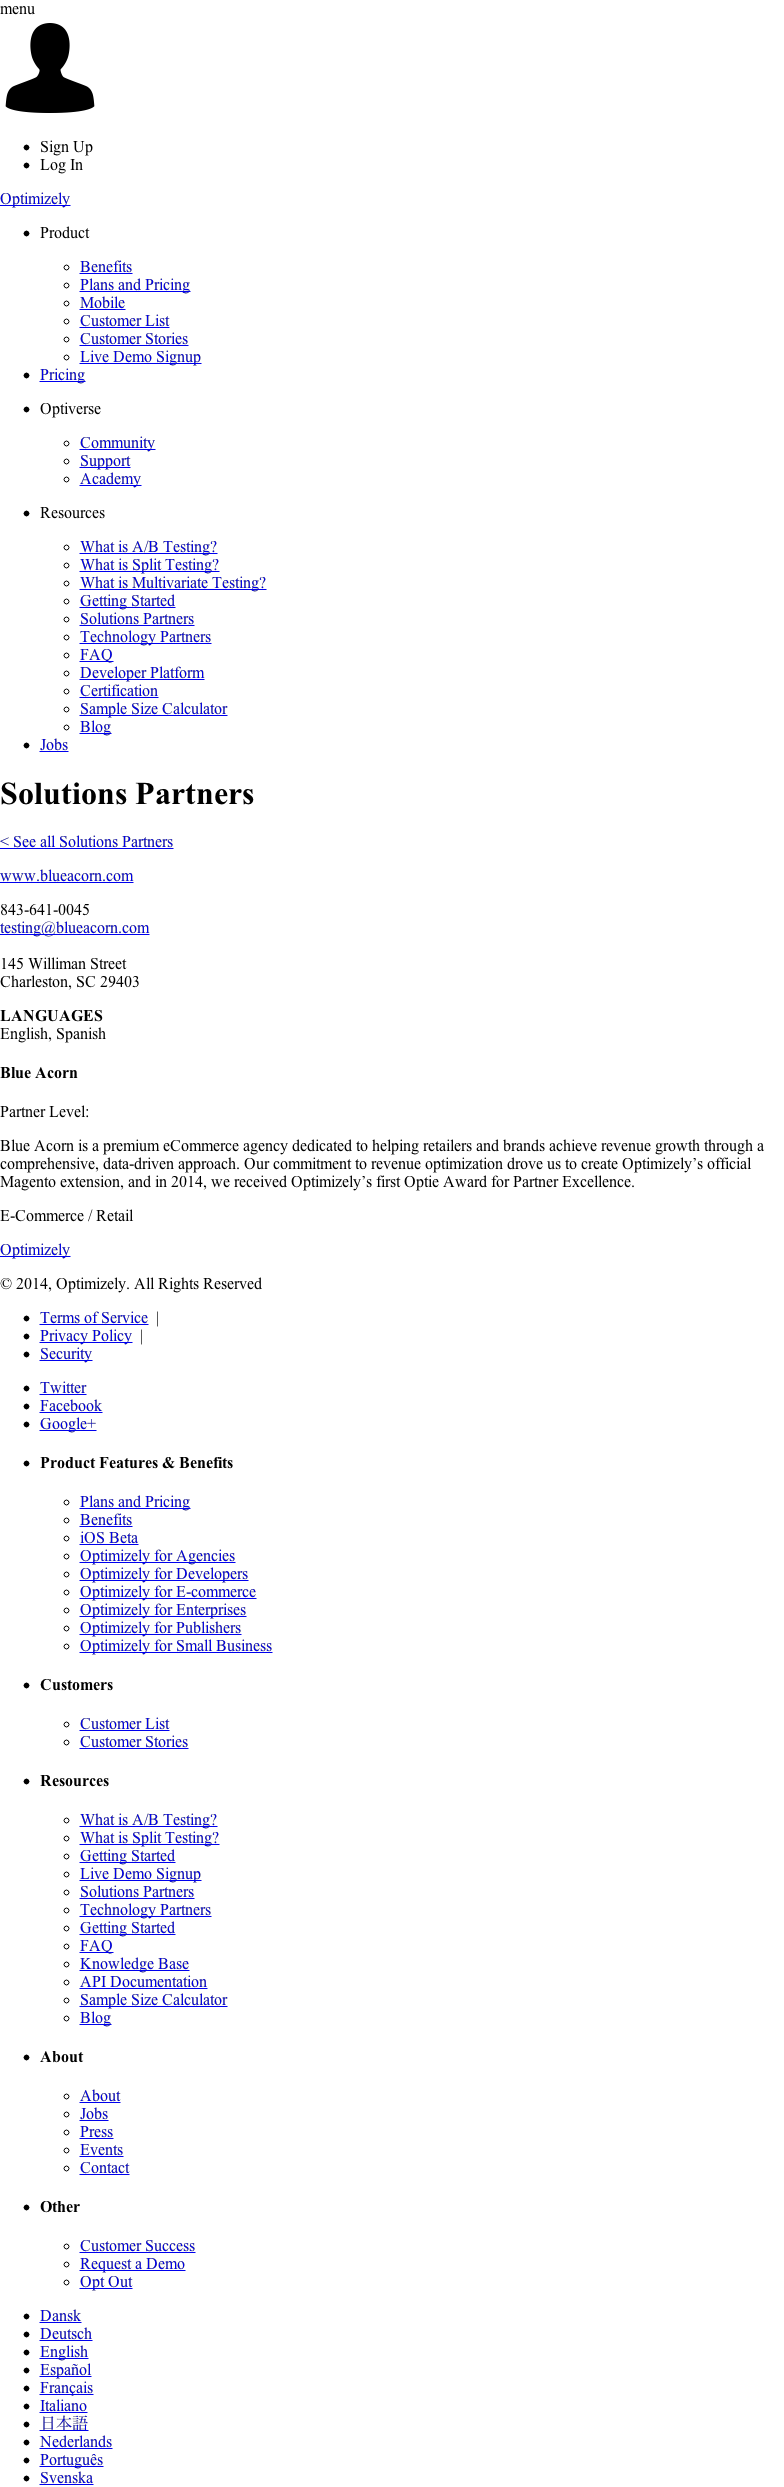 menu
Sign Up
Log In
Optimizely
Product
Benefits
Plans and Pricing
Mobile
Customer List
Customer Stories
Live Demo Signup
Pricing
Optiverse
Community
Support
Academy
Resources
What is A/B Testing?
What is Split Testing?
What is Multivariate Testing?
Getting Started
Solutions Partners
Technology Partners
FAQ
Developer Platform
Certification
Sample Size Calculator
Blog
Jobs
Solutions Partners
< See all Solutions Partners
www.blueacorn.com
843-641-0045
testing@blueacorn.com
145 Williman Street
Charleston, SC 29403
LANGUAGES
English, Spanish
Blue Acorn
Partner Level:
Blue Acorn is a premium eCommerce agency dedicated to helping retailers and brands achieve revenue growth through a
comprehensive, data-driven approach. Our commitment to revenue optimization drove us to create Optimizely’s official
Magento extension, and in 2014, we received Optimizely’s first Optie Award for Partner Excellence.
E-Commerce / Retail
Optimizely
© 2014, Optimizely. All Rights Reserved
Terms of Service |
Privacy Policy |
Security
Twitter
Facebook
Google+
Product Features & Benefits
Plans and Pricing
Benefits
iOS Beta
Optimizely for Agencies
Optimizely for Developers
Optimizely for E-commerce
Optimizely for Enterprises
Optimizely for Publishers
Optimizely for Small Business
Customers
Customer List
Customer Stories
Resources
What is A/B Testing?
What is Split Testing?
Getting Started
Live Demo Signup
Solutions Partners
Technology Partners
Getting Started
FAQ
Knowledge Base
API Documentation
Sample Size Calculator
Blog
About
About
Jobs
Press
Events
Contact
Other
Customer Success
Request a Demo
Opt Out
Dansk
Deutsch
English
Español
Français
Italiano
日本語
Nederlands
Português
Svenska